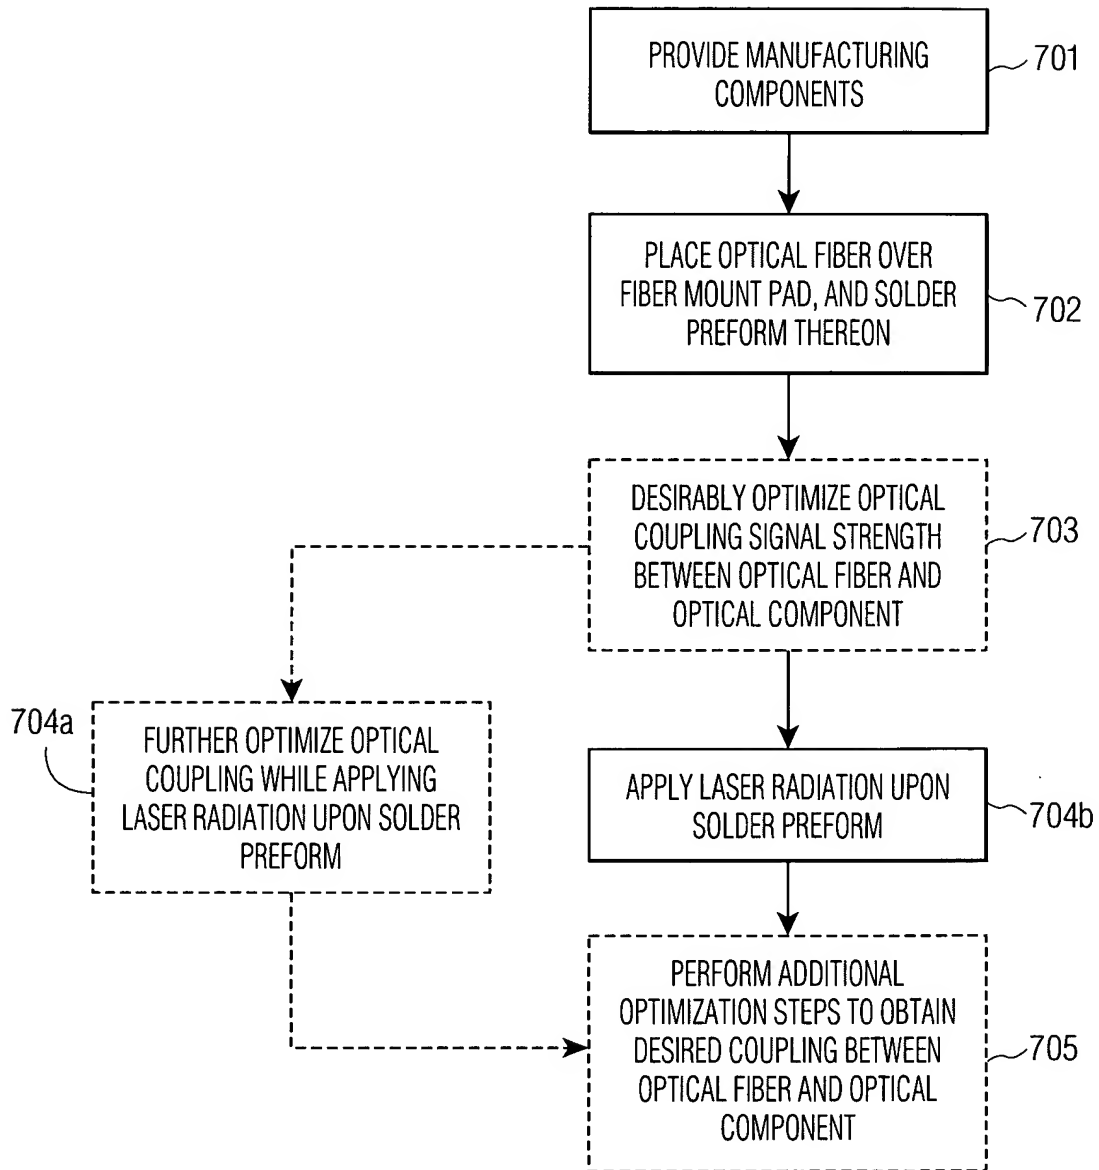 PROVIDE MANUFACTURING
COMPONENTS
701
PLACE OPTICAL FIBER OVER
FIBER MOUNT PAD, AND SOLDER
PREFORM THEREON
702
DESIRABLY OPTIMIZE OPTICAL
COUPLING SIGNAL STRENGTH
BETWEEN OPTICAL FIBER AND
OPTICAL COMPONENT
703
704a
FURTHER OPTIMIZE OPTICAL
COUPLING WHILE APPLYING
LASER RADIATION UPON SOLDER
PREFORM
APPLY LASER RADIATION UPON
SOLDER PREFORM
704b
PERFORM ADDITIONAL
OPTIMIZATION STEPS TO OBTAIN
DESIRED COUPLING BETWEEN
OPTICAL FIBER AND OPTICAL
COMPONENT
705